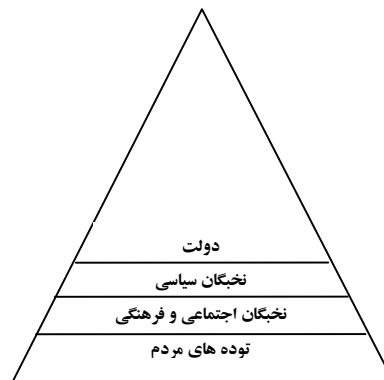 دولت
نخبگان سیاسی
نخبگان اجتماعی و فرهنگی
توده های مردم